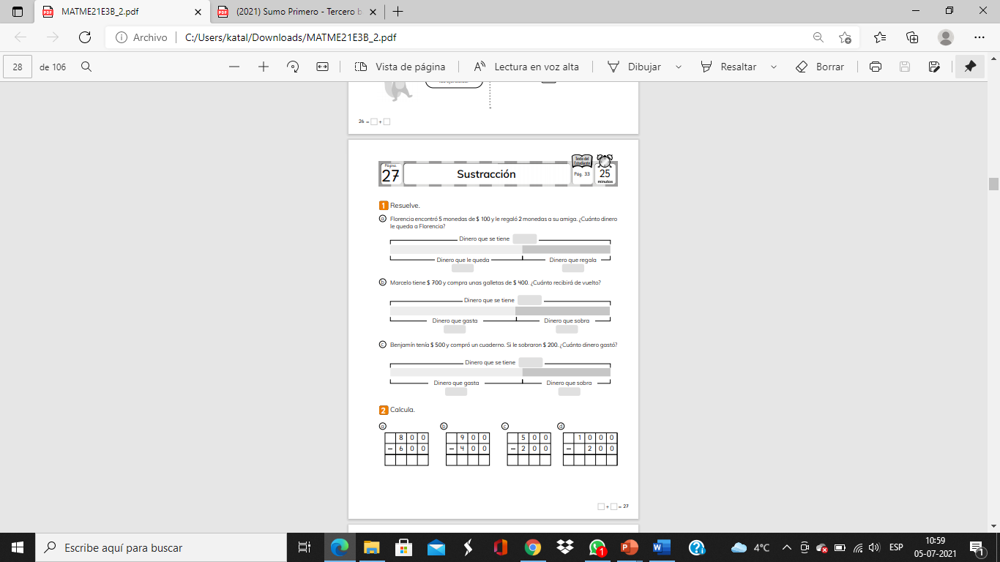 MATME21E3B_2.pdf
(2021) Sumo Primero - Tercero b
Archivo
C:/Users/katal/Downloads/MATME21E3B_2.pdf
28
de 106
Vista de página
Lectura en voz alta
Dibujar
Resaltar
Borrar
26 = +
Página
27
Sustracción
Texto del
Estudiante
Pág. 33
25
minutos
1 Resuelve.
a Florencia encontró 5 monedas de $ 100 y le regaló 2 monedas a su amiga. ¿Cuánto dinero
le queda a Florencia?
Dinero que se tiene
Dinero que le queda
Dinero que regala
b Marcelo tiene $ 700 y compra unas galletas de $ 400. ¿Cuánto recibirá de vuelto?
Dinero que se tiene
Dinero que gasta
Dinero que sobra
c Benjamín tenía $ 500 y compró un cuaderno. Si le sobraron $ 200. ¿Cuánto dinero gastó?
Dinero que se tiene
Dinero que gasta
Dinero que sobra
2 Calcula.
a
8 0 0
− 6 0 0
b
9 0 0
− 4 0 0
c
5 0 0
− 2 0 0
d
1 0 0 0
− 2 0 0
+ = 27
Escribe aquí para buscar
1
4°C
ESP
10:59
05-07-2021
1